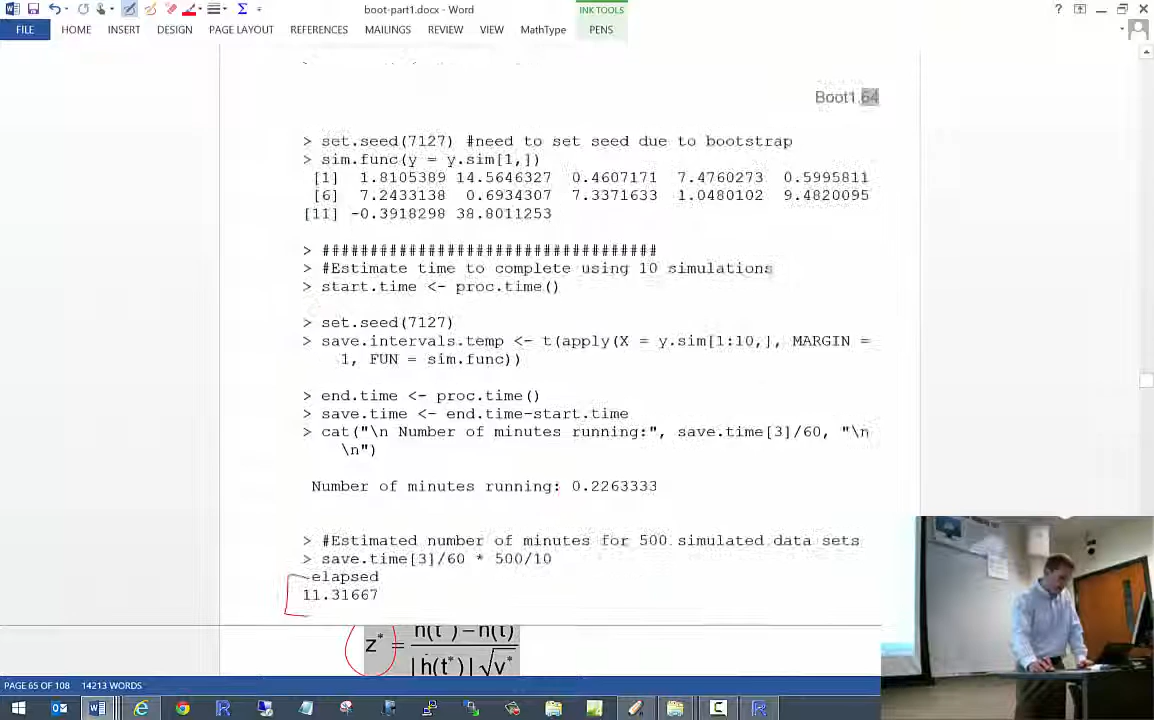 boot-part1.docx - Word
INK TOOLS
FILE HOME INSERT DESIGN PAGE LAYOUT REFERENCES MAILINGS REVIEW VIEW MathType PENS
Boot1.64
> set.seed(7127) #need to set seed due to bootstrap
> sim.func(y = y.sim[1,])
[1] 1.8105389 14.5646327 0.4607171 7.4760273 0.5995811
[6] 7.2433138 0.6934307 7.3371633 1.0480102 9.4820095
[11] -0.3918298 38.8011253
> ###################################
> #Estimate time to complete using 10 simulations
> start.time <- proc.time()
> set.seed(7127)
> save.intervals.temp <- t(apply(X = y.sim[1:10,], MARGIN =
1, FUN = sim.func))
> end.time <- proc.time()
> save.time <- end.time-start.time
> cat("\n Number of minutes running:", save.time[3]/60, "\n
\n")
Number of minutes running: 0.2263333
> #Estimated number of minutes for 500 simulated data sets
> save.time[3]/60 * 500/10
elapsed
11.31667
z* = h(t*) – h(t)
|ḣ(t*)| √v*
PAGE 65 OF 108 14213 WORDS